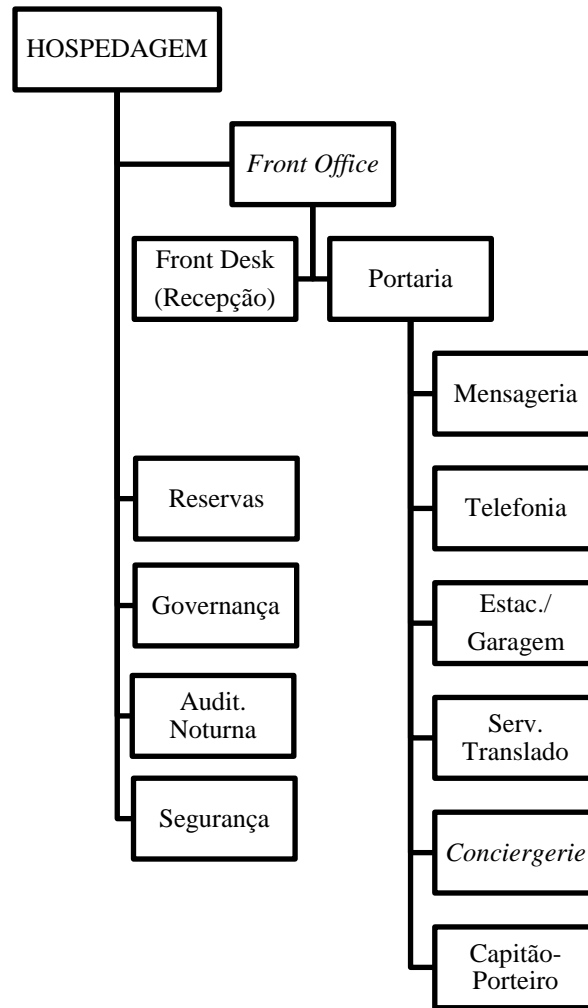 HOSPEDAGEM
Front Office
Front Desk
(Recepção)
Portaria
Mensageria
Reservas
Telefonia
Governança
Estac./
Garagem
Audit.
Noturna
Serv.
Translado
Segurança
Conciergerie
Capitão-
Porteiro